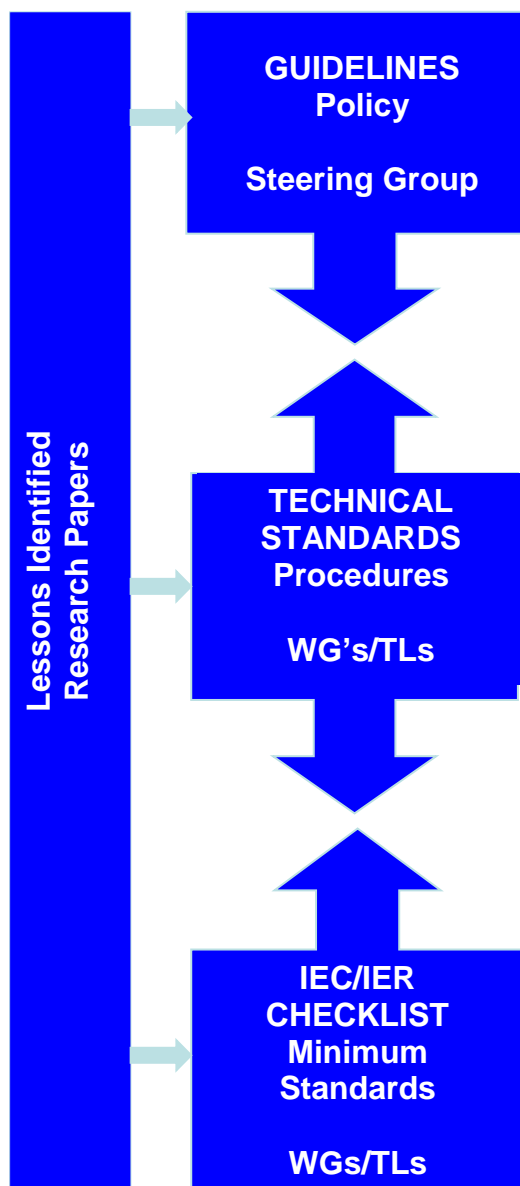 Lessons Identified
Research Papers
GUIDELINES
Policy
Steering Group
TECHNICAL
STANDARDS
Procedures
WG’s/TLs
IEC/IER
CHECKLIST
Minimum
Standards
WGs/TLs